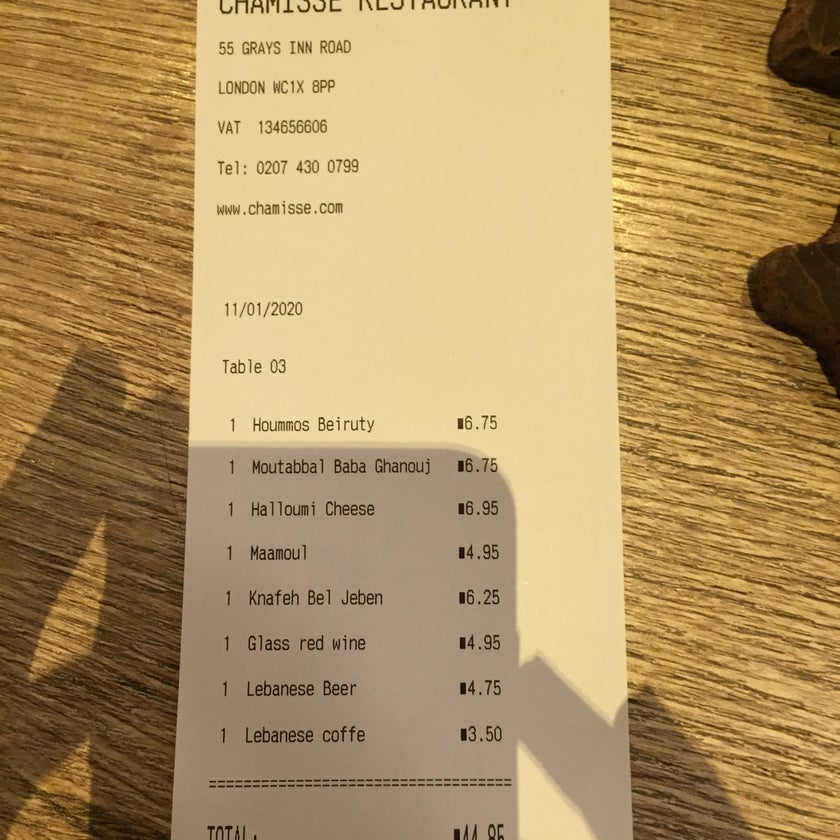 CHAMISSE RESTAURANT
55 GRAYS INN ROAD
LONDON WC1X 8PP
VAT 134656606
Tel: 0207 430 0799
www.chamisse.com
11/01/2020
Table 03
1 Hoummos Beiruty ∎6.75
1 Moutabbal Baba Ghanouj ∎6.75
1 Halloumi Cheese ∎6.95
1 Maamoul ∎4.95
1 Knafeh Bel Jeben ∎6.25
1 Glass red wine ∎4.95
1 Lebanese Beer ∎4.75
1 Lebanese coffe ∎3.50
===================================
TOTAL: ∎44.85